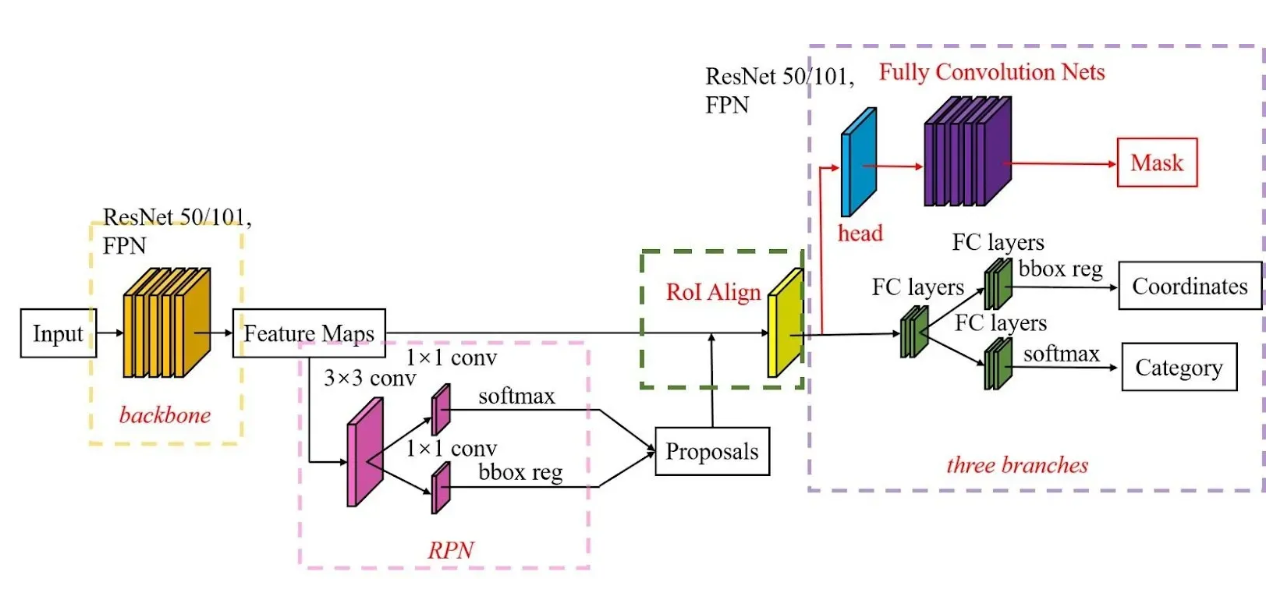 ResNet 50/101,
FPN
Fully Convolution Nets
Mask
head
ResNet 50/101,
FPN
Input
backbone
Feature Maps
3×3 conv
1×1 conv
softmax
1×1 conv
bbox reg
RPN
Proposals
RoI Align
FC layers
FC layers
bbox reg
Coordinates
FC layers
softmax
Category
three branches